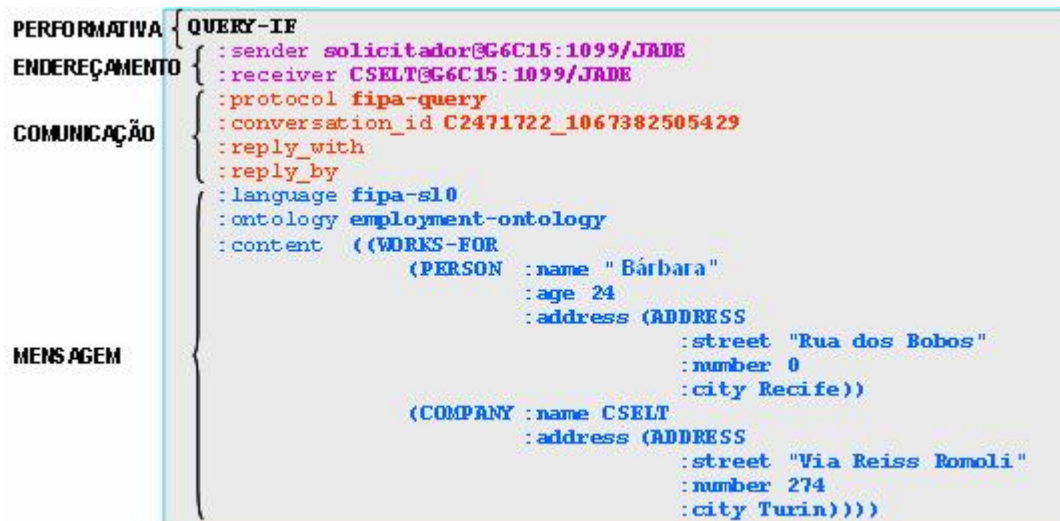 PERFORMATIVA QUERY-IF
ENDEREÇAMENTO
:sender solicitador@G6C15:1099/JADE
:receiver CSELT@G6C15:1099/JADE
COMUNICAÇÃO
:protocol fipa-query
:conversation_id C2471722_1067382505429
:reply_with
:reply_by
MENSAGEM
:language fipa-sl0
:ontology employment-ontology
:content ((WORKS-FOR
(PERSON :name "Bárbara"
:age 24
:address (ADDRESS
:street "Rua dos Bobos"
:number 0
:city Recife))
(COMPANY :name CSELT
:address (ADDRESS
:street "Via Reiss Romoli"
:number 274
:city Turin))))